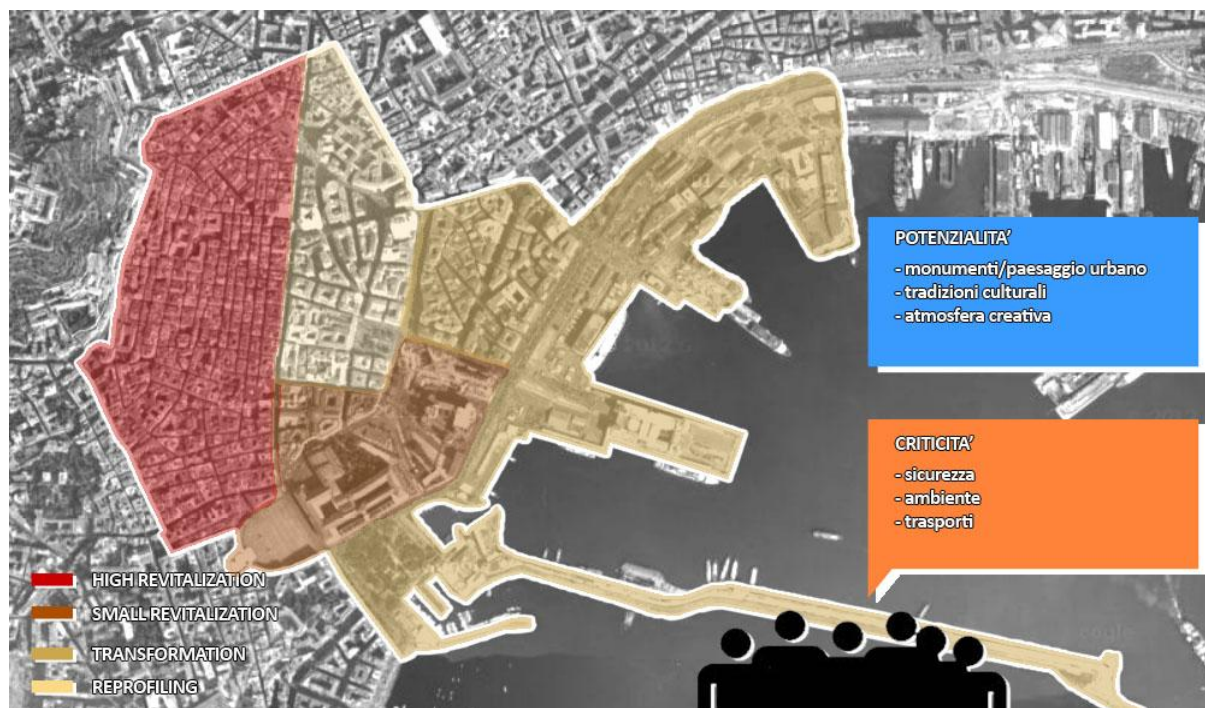 POTENZIALITA'
- monumenti/paesaggio urbano
- tradizioni culturali
- atmosfera creativa
CRITICITA'
- sicurezza
- ambiente
- trasporti
HIGH REVITALIZATION
SMALL REVITALIZATION
TRANSFORMATION
REPROFILING